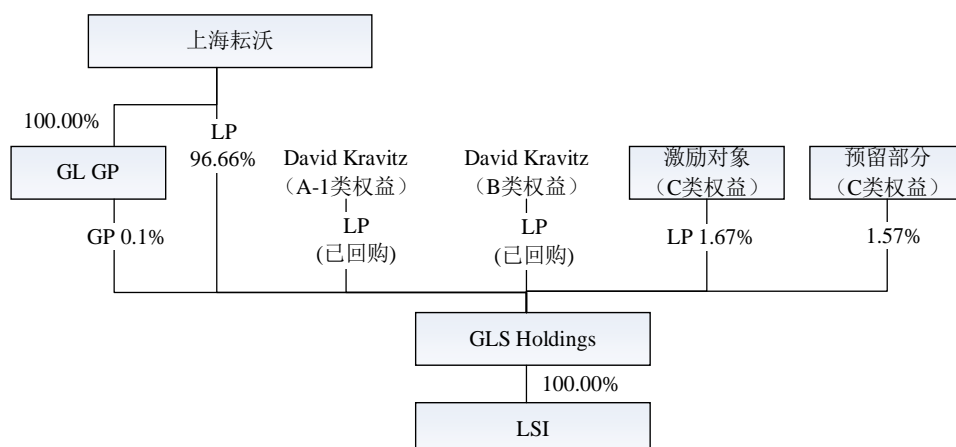 上海耘沃
100.00%
LP
96.66%
GL GP
David Kravitz
（A-1类权益）
LP
(已回购)
David Kravitz
（B类权益）
LP
(已回购)
激励对象
（C类权益）
预留部分
（C类权益）
GP 0.1%
LP 1.67%
1.57%
GLS Holdings
100.00%
LSI